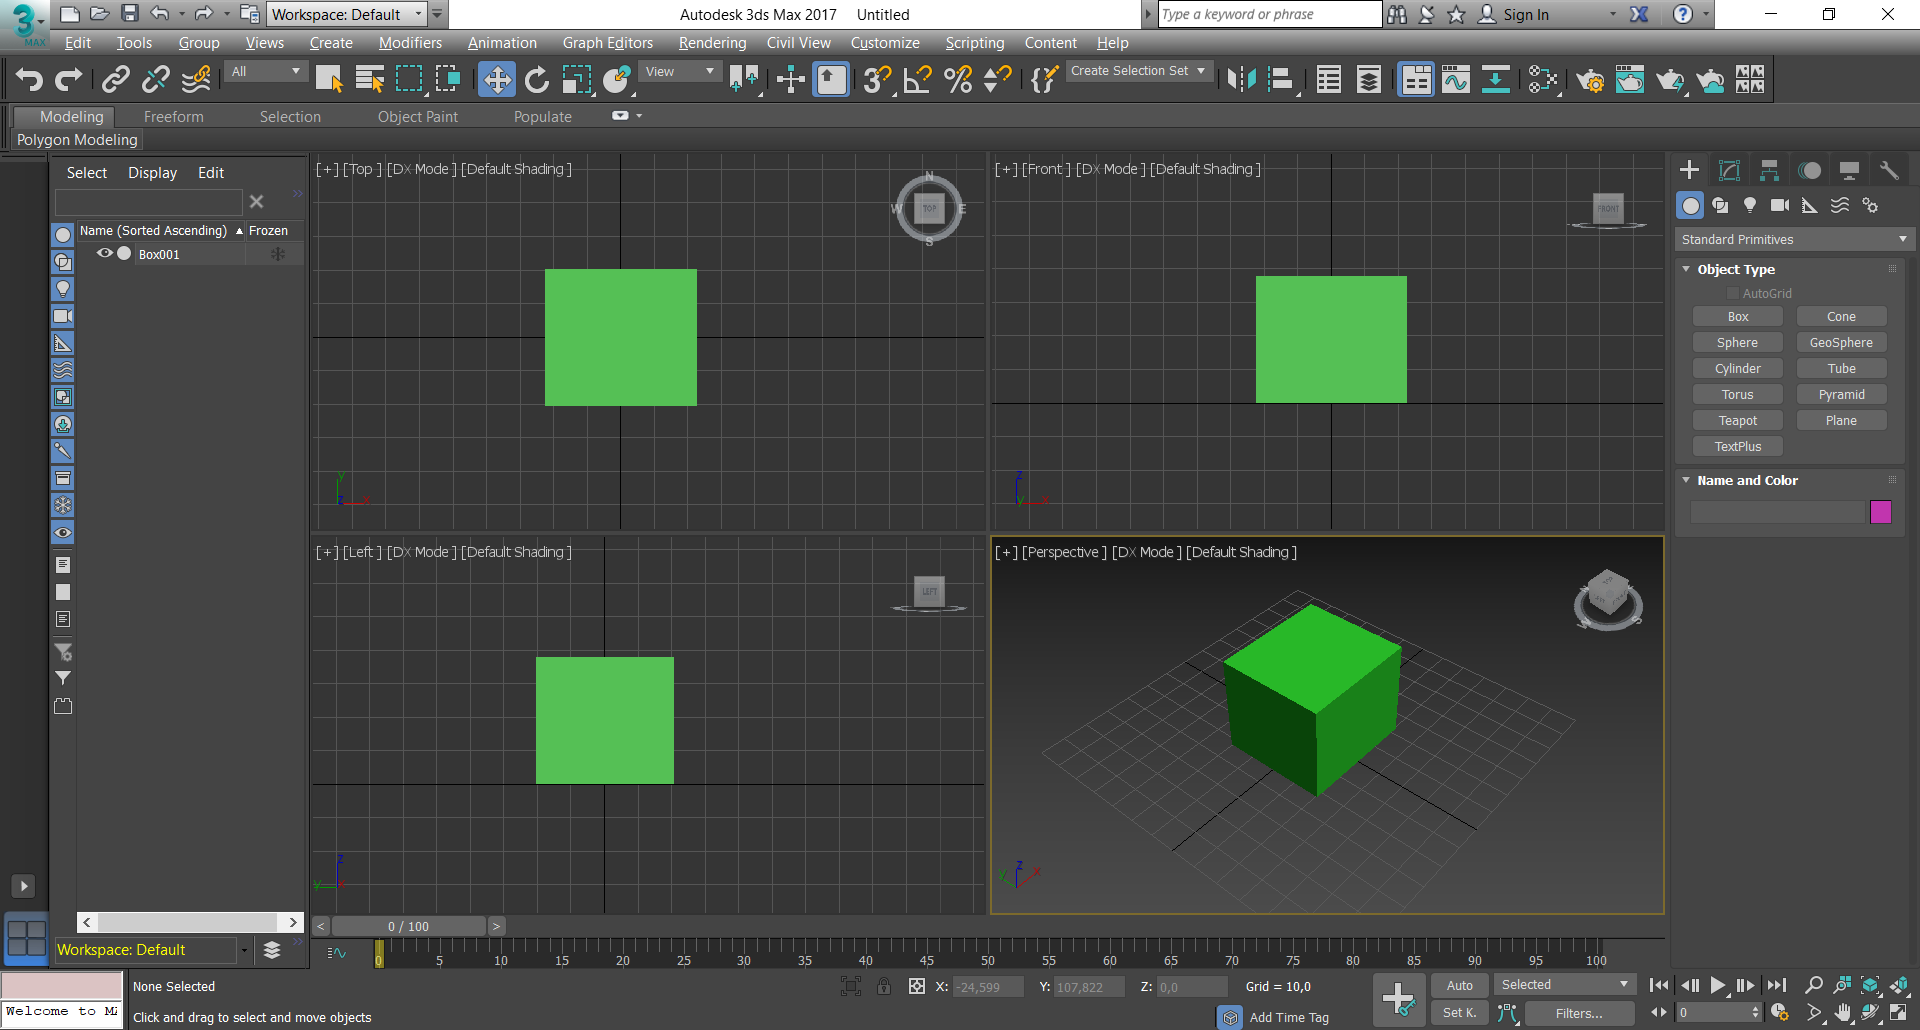 3
MAX
Workspace: Default
Autodesk 3ds Max 2017 Untitled
Type a keyword or phrase
Sign In
Edit Tools Group Views Create Modifiers Animation Graph Editors Rendering Civil View Customize Scripting Content Help
All
View
3
Create Selection Set
Modeling Freeform Selection Object Paint Populate
Polygon Modeling
Select Display Edit
Name (Sorted Ascending) Frozen
Box001
[+] [Top ] [DX Mode ] [Default Shading ]
N
W TOP E
S
y
z x
[+] [Front ] [DX Mode ] [Default Shading ]
FRONT
z
y x
[+] [Left ] [DX Mode ] [Default Shading ]
LEFT
z
y x
[+] [Perspective ] [DX Mode ] [Default Shading ]
W S
z
y x
Standard Primitives
Object Type
AutoGrid
Box Cone
Sphere GeoSphere
Cylinder Tube
Torus Pyramid
Teapot Plane
TextPlus
Name and Color
< 0 / 100 >
Workspace: Default
0 5 10 15 20 25 30 35 40 45 50 55 60 65 70 75 80 85 90 95 100
None Selected
X: -24,599 Y: 107,822 Z: 0,0 Grid = 10,0
Auto Selected
Welcome to MA
Click and drag to select and move objects
Add Time Tag
Set K. Filters...
0